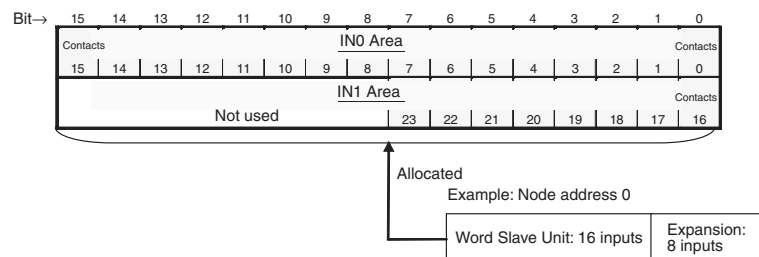 Bit→ 15 14 13 12 11 10 9 8 7 6 5 4 3 2 1 0
Contacts IN0 Area Contacts
15 14 13 12 11 10 9 8 7 6 5 4 3 2 1 0
IN1 Area Contacts
Not used 23 22 21 20 19 18 17 16
Allocated
Example: Node address 0
Word Slave Unit: 16 inputs Expansion:
8 inputs